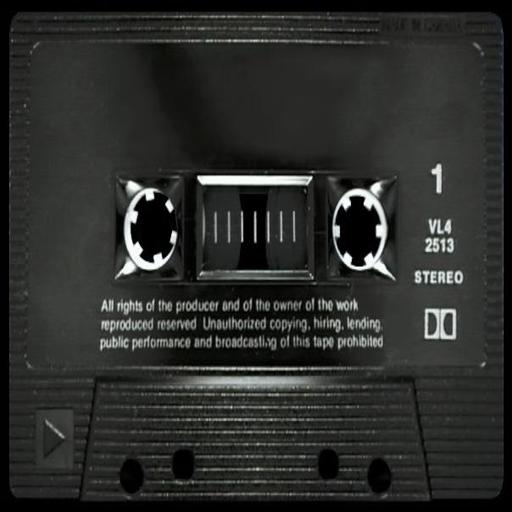 1
VL4
2513
STEREO
All rights of the producer and of the owner of the work
reproduced reserved Unauthorized copying, hiring, lending,
public performance and broadcasting of this tape prohibited